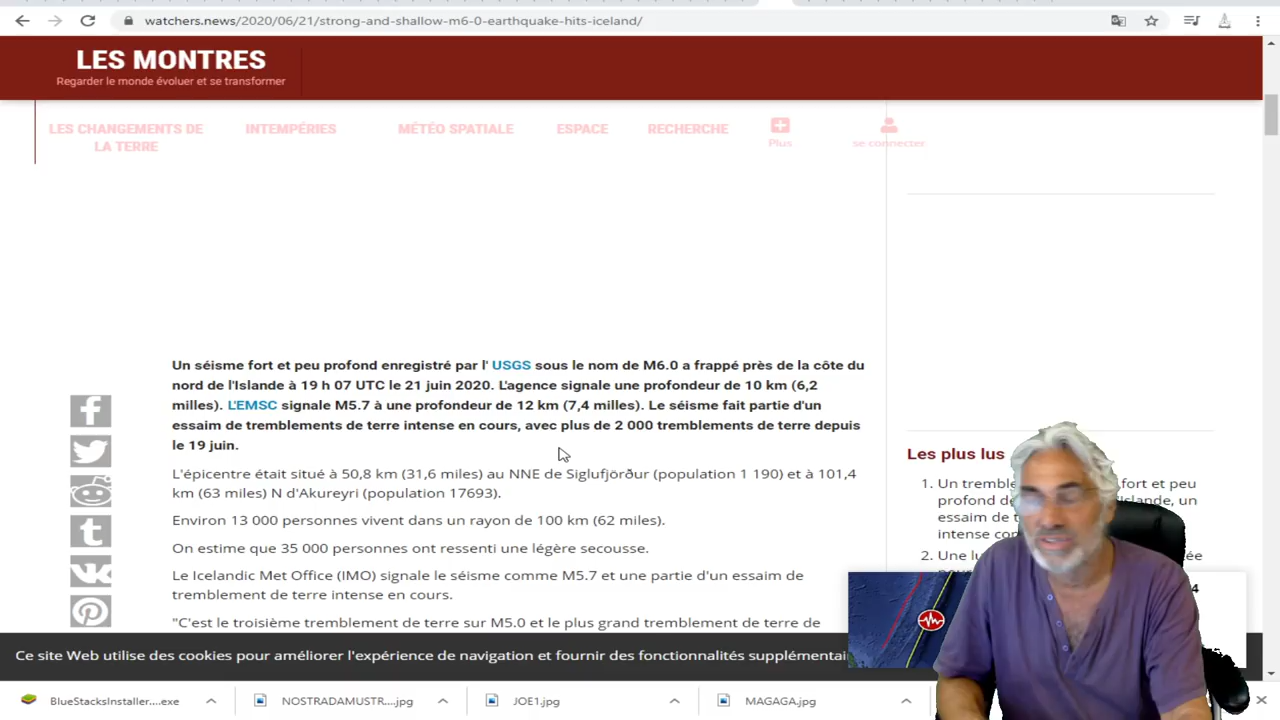 watchers.news/2020/06/21/strong-and-shallow-m6-0-earthquake-hits-iceland/
LES MONTRES
Regarder le monde évoluer et se transformer
LES CHANGEMENTS DE
LA TERRE
INTEMPÉRIES
MÉTÉO SPATIALE
ESPACE
RECHERCHE
Plus
se connecter
Un séisme fort et peu profond enregistré par l' USGS sous le nom de M6.0 a frappé près de la côte du
nord de l'Islande à 19 h 07 UTC le 21 juin 2020. L'agence signale une profondeur de 10 km (6,2
milles). L'EMSC signale M5.7 à une profondeur de 12 km (7,4 milles). Le séisme fait partie d'un
essaim de tremblements de terre intense en cours, avec plus de 2 000 tremblements de terre depuis
le 19 juin.
L'épicentre était situé à 50,8 km (31,6 miles) au NNE de Siglufjörður (population 1 190) et à 101,4
km (63 miles) N d'Akureyri (population 17693).
Environ 13 000 personnes vivent dans un rayon de 100 km (62 miles).
On estime que 35 000 personnes ont ressenti une légère secousse.
Le Icelandic Met Office (IMO) signale le séisme comme M5.7 et une partie d'un essaim de
tremblement de terre intense en cours.
"C'est le troisième tremblement de terre sur M5.0 et le plus grand tremblement de terre de
Les plus lus
1. Un tremble fort et peu
profond d Islande, un
essaim de t
intense co
2. Une lu ée
4
Ce site Web utilise des cookies pour améliorer l'expérience de navigation et fournir des fonctionnalités supplémentai
BlueStacksInstaller....exe
NOSTRADAMUSTR....jpg
JOE1.jpg
MAGAGA.jpg